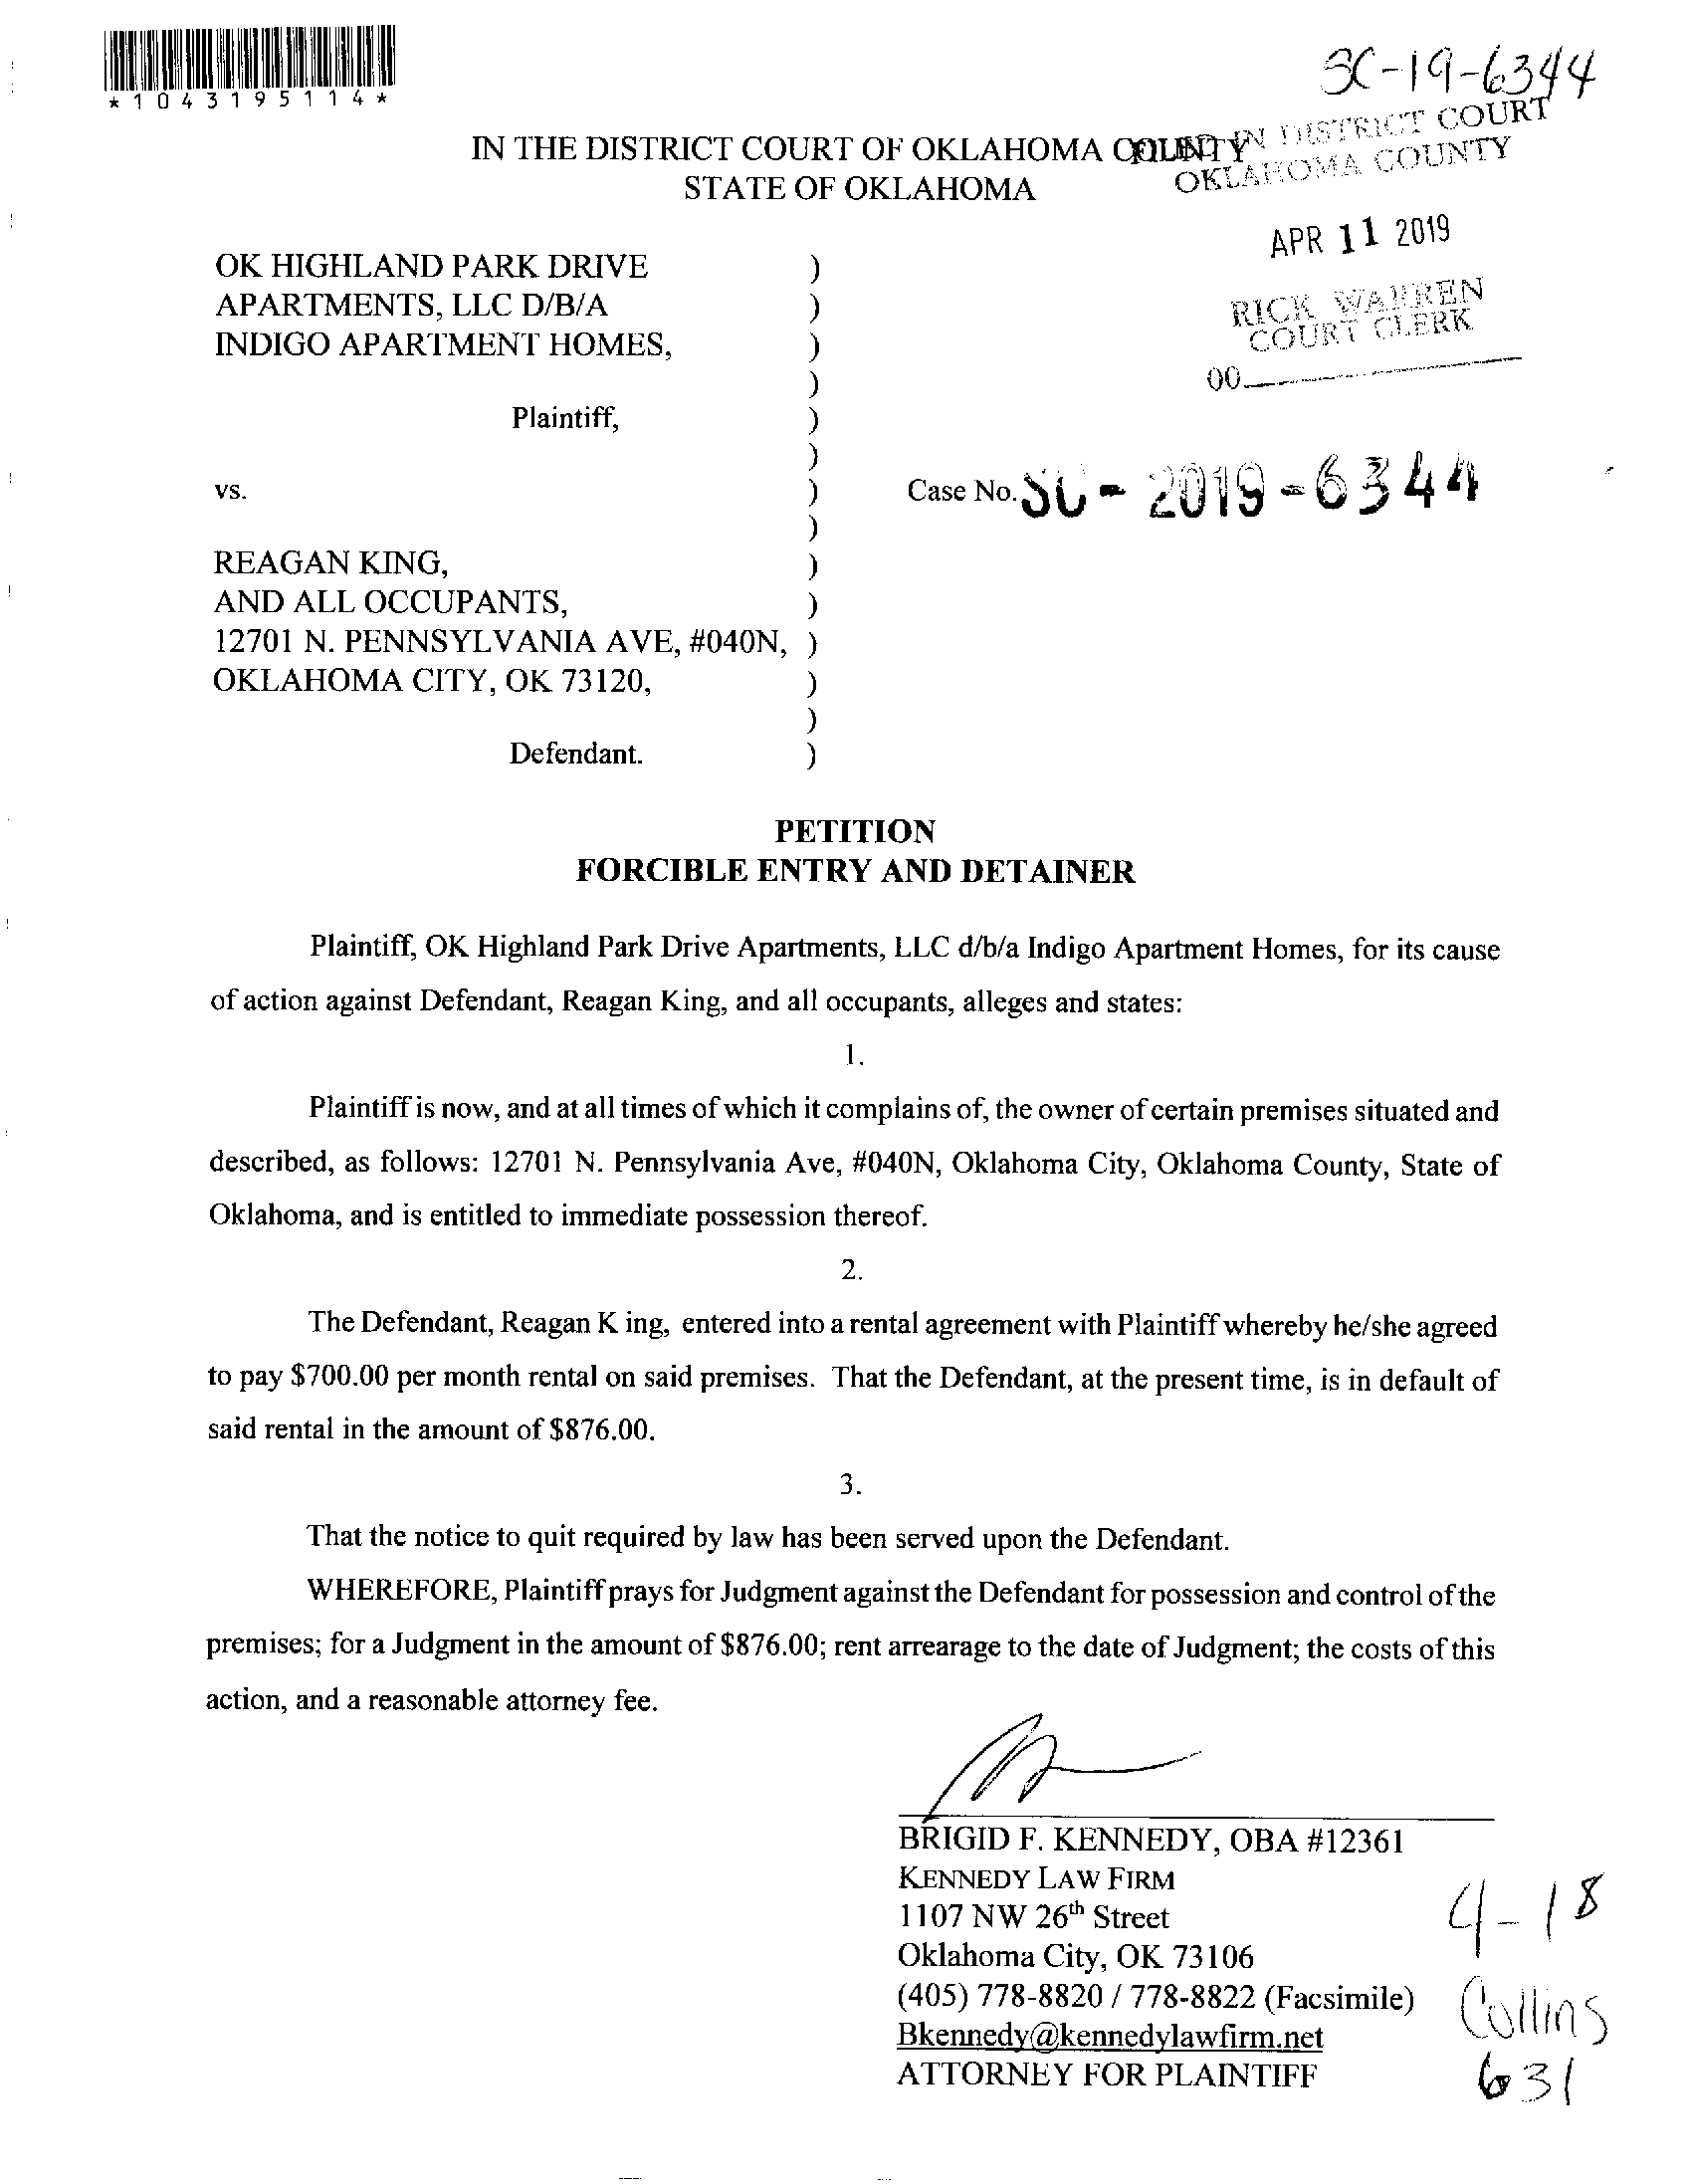 *1043195114*
SC-19-6344
IN THE DISTRICT COURT OF OKLAHOMA COUNTY
STATE OF OKLAHOMA
FILED IN DISTRICT COURT
OKLAHOMA COUNTY
APR 11 2019
RICK WARREN
COURT CLERK
00
OK HIGHLAND PARK DRIVE )
APARTMENTS, LLC D/B/A )
INDIGO APARTMENT HOMES, )
)
Plaintiff, )
)
vs. ) Case No. SC - 2019 - 6344
)
REAGAN KING, )
AND ALL OCCUPANTS, )
12701 N. PENNSYLVANIA AVE, #040N, )
OKLAHOMA CITY, OK 73120, )
)
Defendant. )
PETITION
FORCIBLE ENTRY AND DETAINER
Plaintiff, OK Highland Park Drive Apartments, LLC d/b/a Indigo Apartment Homes, for its cause
of action against Defendant, Reagan King, and all occupants, alleges and states:
1.
Plaintiff is now, and at all times of which it complains of, the owner of certain premises situated and
described, as follows: 12701 N. Pennsylvania Ave, #040N, Oklahoma City, Oklahoma County, State of
Oklahoma, and is entitled to immediate possession thereof.
2.
The Defendant, Reagan K ing, entered into a rental agreement with Plaintiff whereby he/she agreed
to pay $700.00 per month rental on said premises. That the Defendant, at the present time, is in default of
said rental in the amount of $876.00.
3.
That the notice to quit required by law has been served upon the Defendant.
WHEREFORE, Plaintiff prays for Judgment against the Defendant for possession and control of the
premises; for a Judgment in the amount of $876.00; rent arrearage to the date of Judgment; the costs of this
action, and a reasonable attorney fee.
BRIGID F. KENNEDY, OBA #12361
KENNEDY LAW FIRM
1107 NW 26th Street
Oklahoma City, OK 73106
(405) 778-8820 / 778-8822 (Facsimile)
Bkennedy@kennedylawfirm.net
ATTORNEY FOR PLAINTIFF
4-18
Collins
631